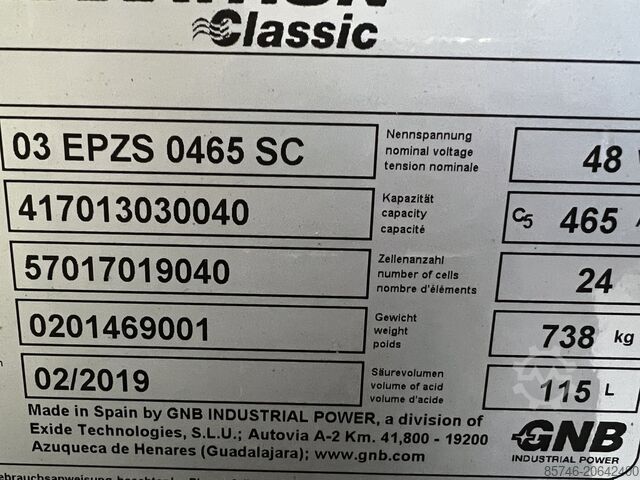 Classic
03 EPZS 0465 SC
Nennspannung
nominal voltage
tension nominale
48
417013030040
Kapazität
capacity
capacité
C5 465
57017019040
Zellenanzahl
number of cells
nombre d'éléments
24
0201469001
Gewicht
weight
poids
738 kg
02/2019
Säurevolumen
volume of acid
volume d'acide
115 L
Made in Spain by GNB INDUSTRIAL POWER, a division of
Exide Technologies, S.L.U.; Autovia A-2 Km. 41,800 - 19200
Azuqueca de Henares (Guadalajara); www.gnb.com
GNB
INDUSTRIAL POWER
85746-20642400